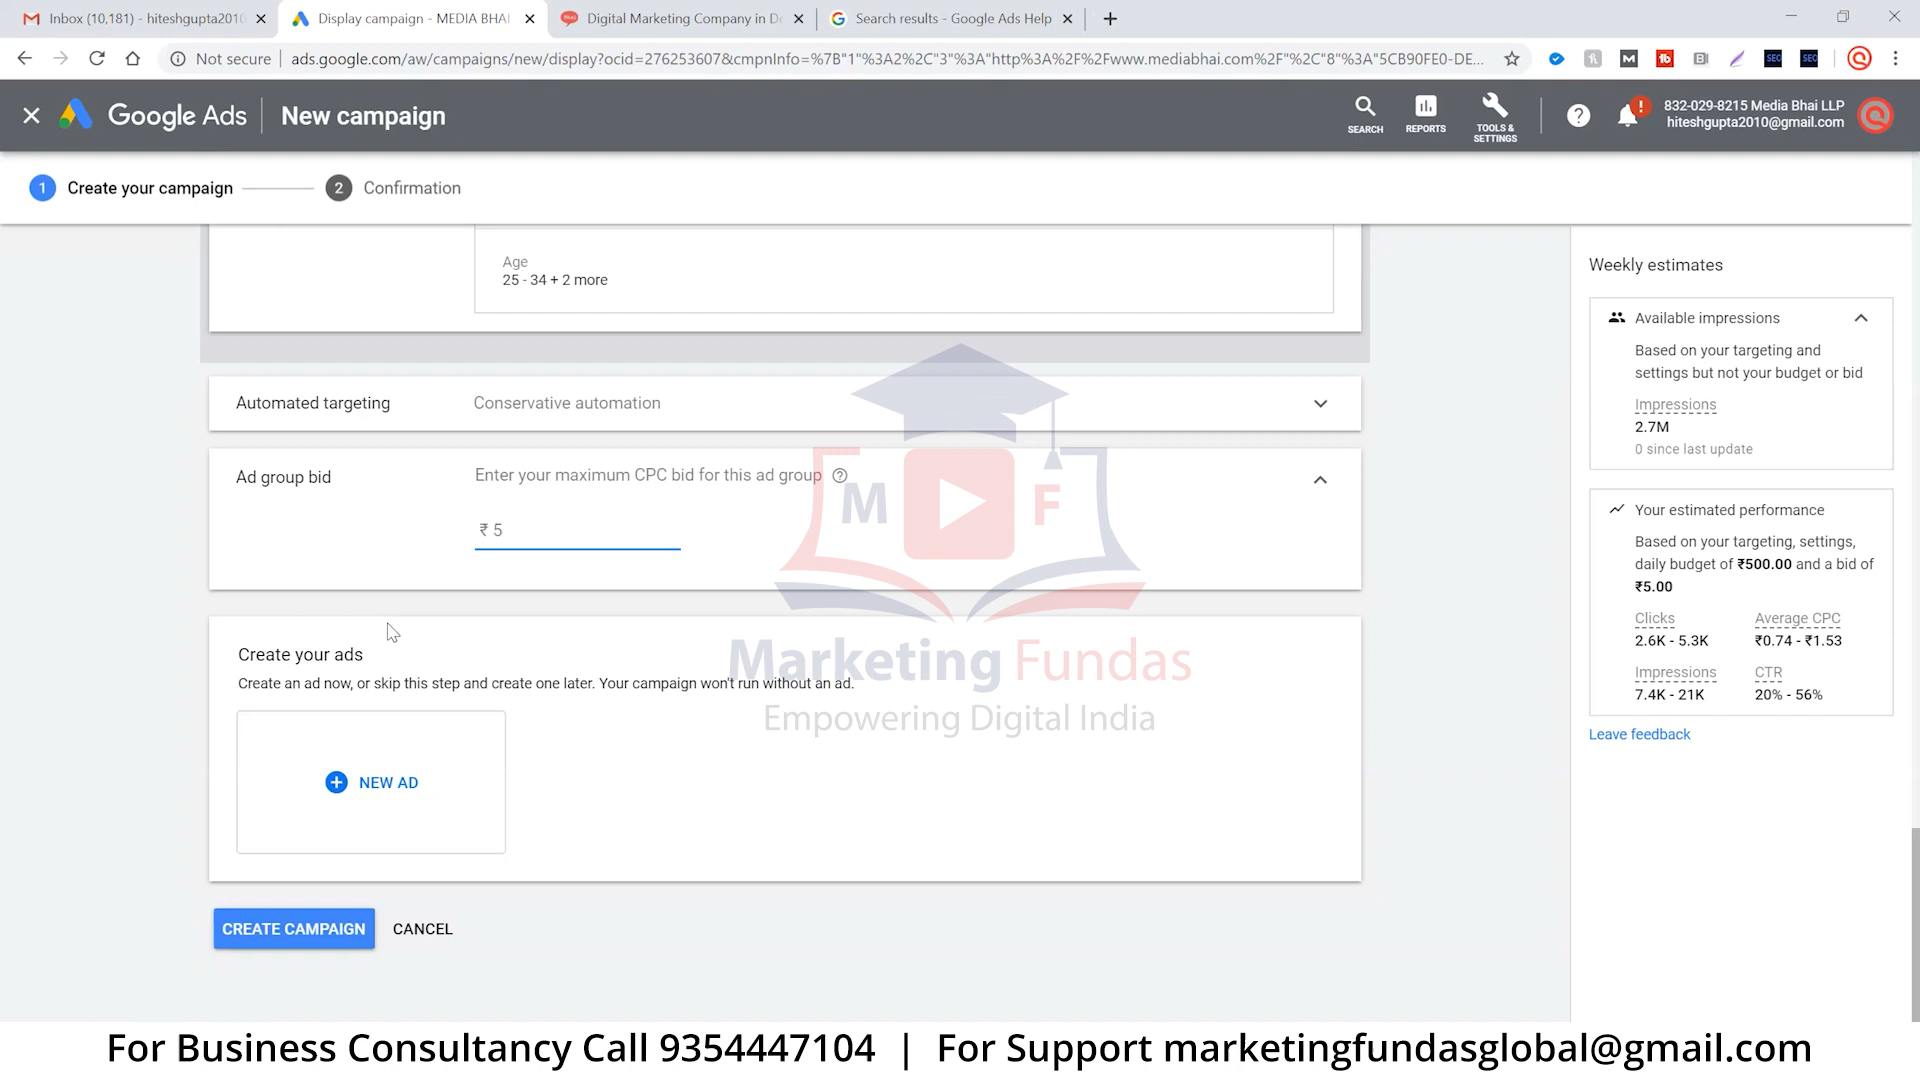 Inbox (10,181) - hiteshgupta2010
Display campaign - MEDIA BHAI
Digital Marketing Company in De
Search results - Google Ads Help
Not secure
ads.google.com/aw/campaigns/new/display?ocid=276253607&cmpnInfo=%7B"1"%3A2%2C"3"%3A"http%3A%2F%2Fwww.mediabhai.com%2F"%2C"8"%3A"5CB90FE0-DE...
Google Ads
New campaign
SEARCH
REPORTS
TOOLS &
SETTINGS
832-029-8215 Media Bhai LLP
hiteshgupta2010@gmail.com
1 Create your campaign
2 Confirmation
Age
25 - 34 + 2 more
Automated targeting
Conservative automation
Ad group bid
Enter your maximum CPC bid for this ad group
₹ 5
Create your ads
Create an ad now, or skip this step and create one later. Your campaign won't run without an ad.
NEW AD
CREATE CAMPAIGN
CANCEL
M F
Marketing Fundas
Empowering Digital India
Weekly estimates
Available impressions
Based on your targeting and
settings but not your budget or bid
Impressions
2.7M
0 since last update
Your estimated performance
Based on your targeting, settings,
daily budget of ₹500.00 and a bid of
₹5.00
Clicks
2.6K - 5.3K
Average CPC
₹0.74 - ₹1.53
Impressions
7.4K - 21K
CTR
20% - 56%
Leave feedback
For Business Consultancy Call 9354447104 | For Support marketingfundasglobal@gmail.com